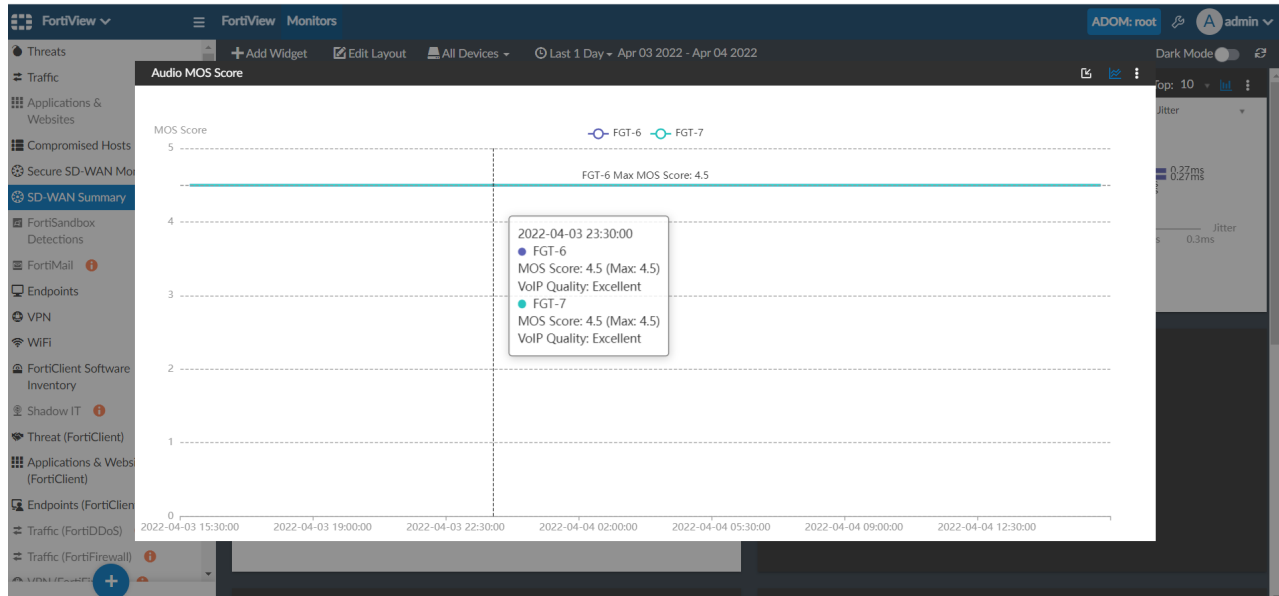 FortiView
FortiView Monitors
ADOM: root
A admin
Threats
Traffic
Applications &
Websites
Compromised Hosts
Secure SD-WAN Mon
SD-WAN Summary
FortiSandbox
Detections
FortiMail
Endpoints
VPN
WiFi
FortiClient Software
Inventory
Shadow IT
Threat (FortiClient)
Applications & Websi
(FortiClient)
Endpoints (FortiClien
Traffic (FortiDDoS)
Traffic (FortiFirewall)
+
+ Add Widget
Edit Layout
All Devices
Last 1 Day
Apr 03 2022 - Apr 04 2022
Dark Mode
Audio MOS Score
MOS Score
FGT-6
FGT-7
5
FGT-6 Max MOS Score: 4.5
4
2022-04-03 23:30:00
FGT-6
MOS Score: 4.5 (Max: 4.5)
VoIP Quality: Excellent
FGT-7
MOS Score: 4.5 (Max: 4.5)
VoIP Quality: Excellent
3
2
1
0
2022-04-03 15:30:00
2022-04-03 19:00:00
2022-04-03 22:30:00
2022-04-04 02:00:00
2022-04-04 05:30:00
2022-04-04 09:00:00
2022-04-04 12:30:00
Top: 10
Jitter
0.27ms
0.27ms
Jitter
0.3ms